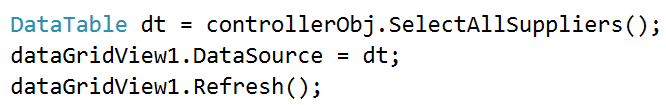 DataTable dt = controllerObj.SelectAllSuppliers();
dataGridView1.DataSource = dt;
dataGridView1.Refresh();